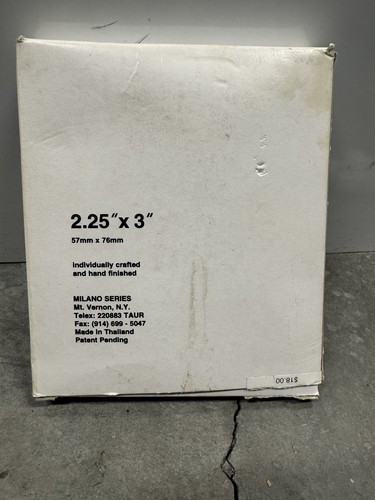 2.25" x 3"
57mm x 76mm
individually crafted
and hand finished
MILANO SERIES
Mt. Vernon, N.Y.
Telex: 220883 TAUR
Fax: (914) 699 - 5047
Made in Thailand
Patent Pending
$18.00